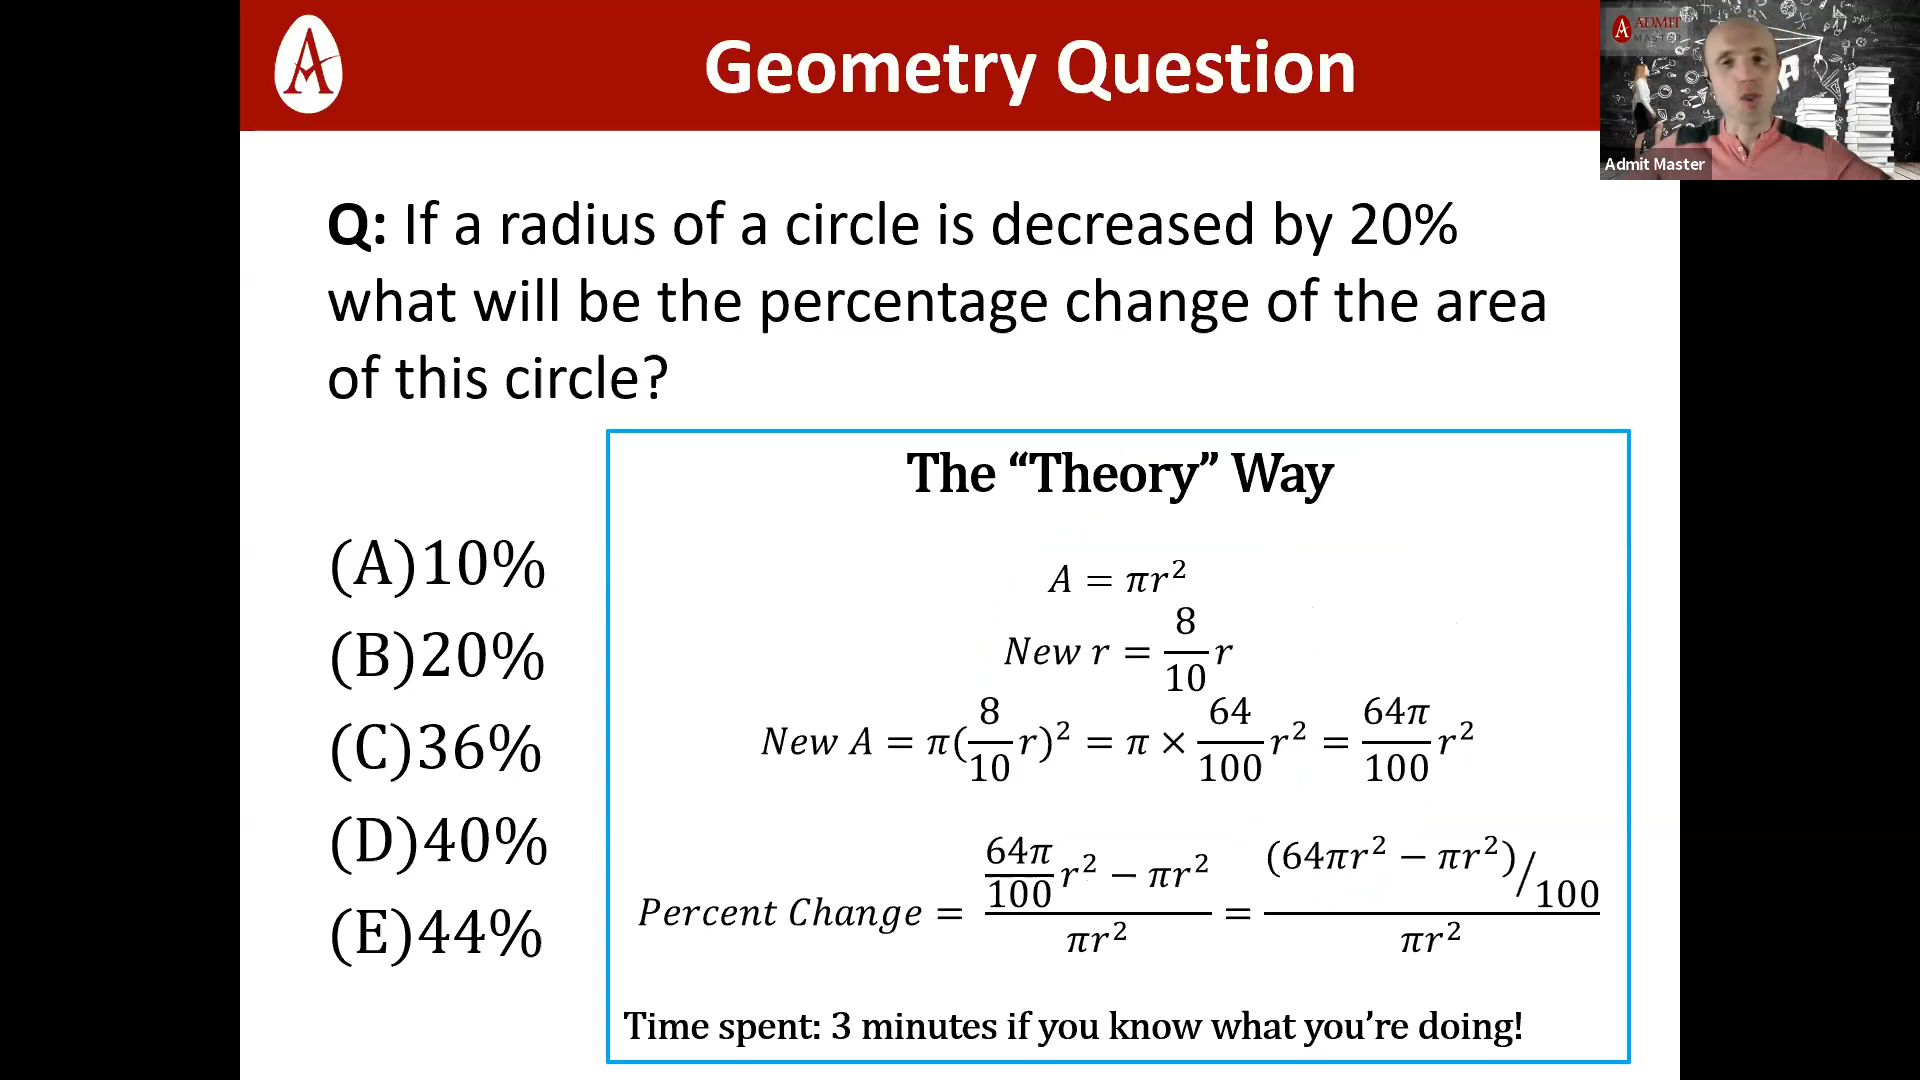 Geometry Question
ADMIT
MASTER
Admit Master
Q: If a radius of a circle is decreased by 20%
what will be the percentage change of the area
of this circle?
(A)10%
(B)20%
(C)36%
(D)40%
(E)44%
The “Theory” Way
A = πr²
New r = 8/10 r
New A = π(8/10 r)² = π × 64/100 r² = 64π/100 r²
Percent Change = (64π/100 r² − πr²)/πr² = ((64πr² − πr²)/100)/πr²
Time spent: 3 minutes if you know what you’re doing!